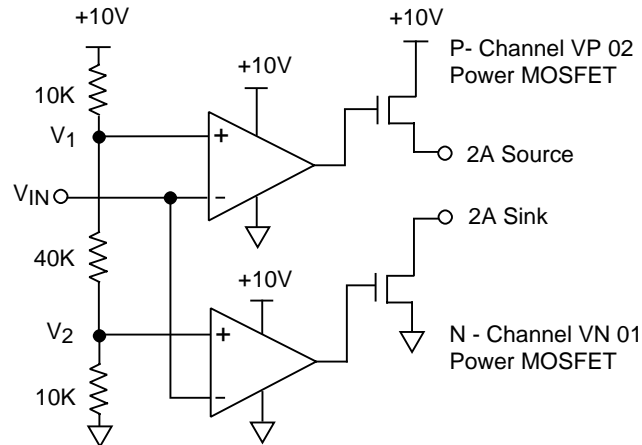 +10V
+10V
P- Channel VP 02
Power MOSFET
+10V
10K
V1
+
-
2A Source
VIN
2A Sink
40K
+10V
V2
+
-
N - Channel VN 01
Power MOSFET
10K